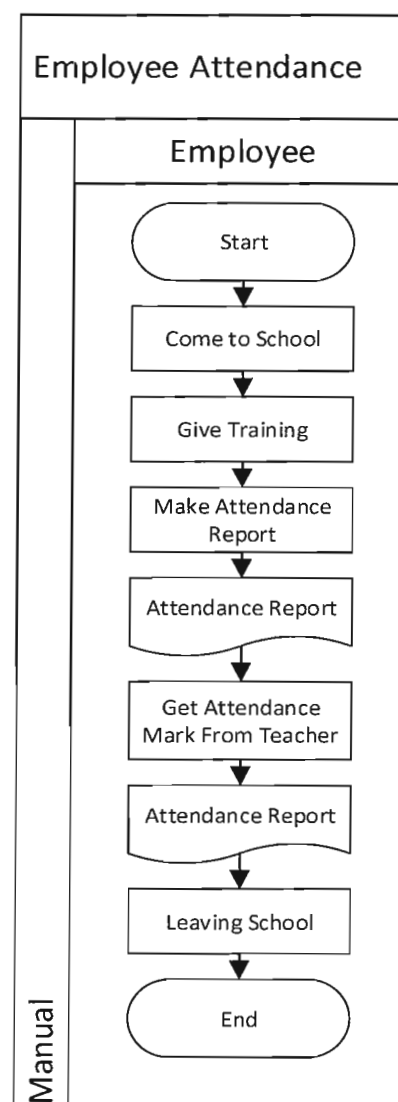 Employee Attendance
Employee
Start
Come to School
Give Training
Make Attendance
Report
Attendance Report
Get Attendance
Mark From Teacher
Attendance Report
Leaving School
End
Manual